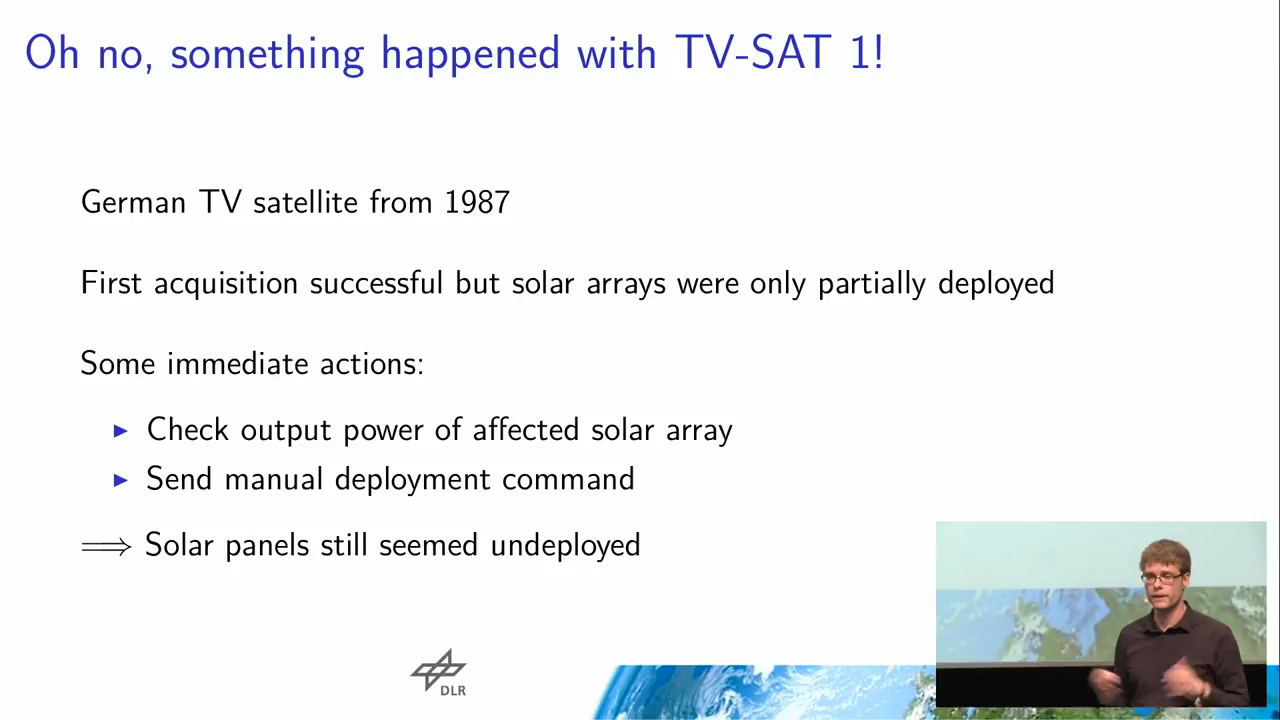 Oh no, something happened with TV-SAT 1!
German TV satellite from 1987
First acquisition successful but solar arrays were only partially deployed
Some immediate actions:
▶ Check output power of affected solar array
▶ Send manual deployment command
⟹ Solar panels still seemed undeployed
DLR